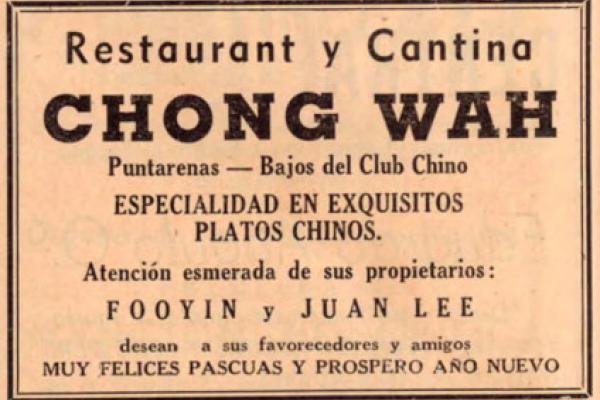 Restaurant y Cantina
CHONG WAH
Puntarenas — Bajos del Club Chino
ESPECIALIDAD EN EXQUISITOS
PLATOS CHINOS.
Atención esmerada de sus propietarios:
FOOYIN y JUAN LEE
desean a sus favorecedores y amigos
MUY FELICES PASCUAS Y PROSPERO AÑO NUEVO